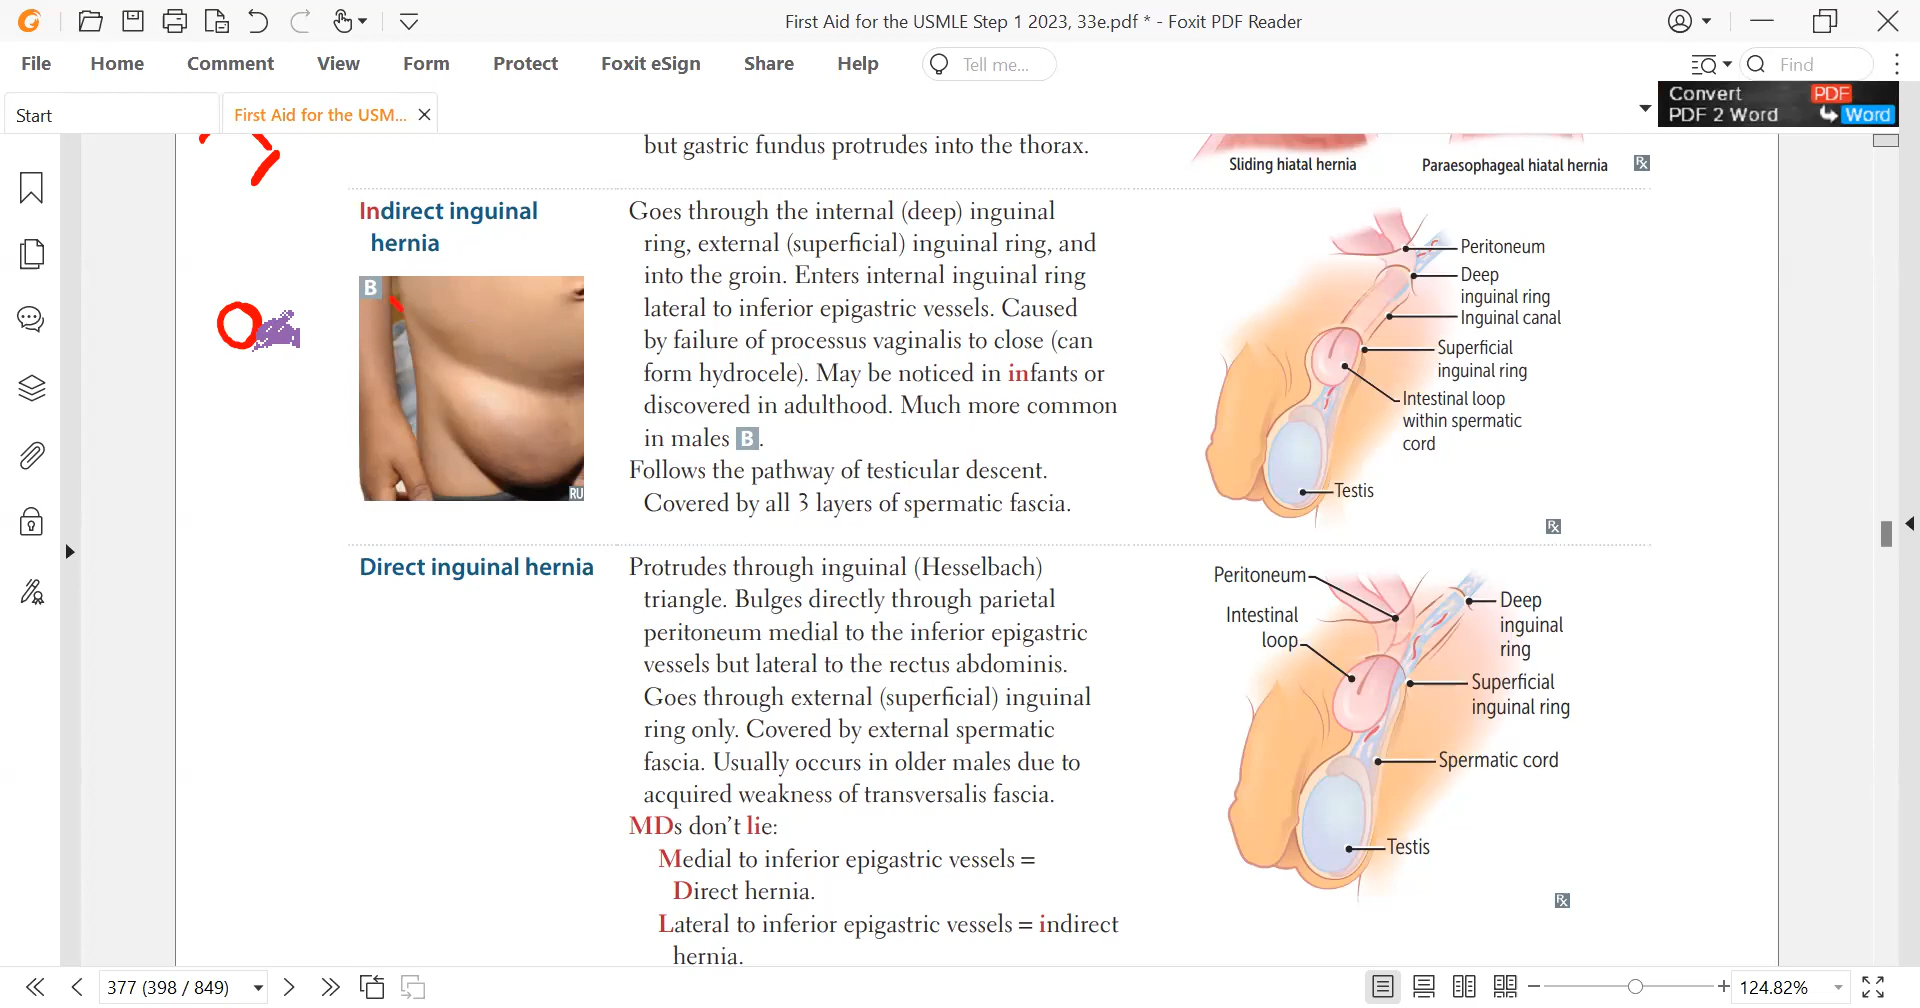 First Aid for the USMLE Step 1 2023, 33e.pdf * - Foxit PDF Reader
File Home Comment View Form Protect Foxit eSign Share Help Tell me... Find
Start
First Aid for the USM...
Convert PDF
PDF 2 Word Word
but gastric fundus protrudes into the thorax.
Sliding hiatal hernia
Paraesophageal hiatal hernia
Rx
Indirect inguinal
hernia
B
RU
Goes through the internal (deep) inguinal
ring, external (superficial) inguinal ring, and
into the groin. Enters internal inguinal ring
lateral to inferior epigastric vessels. Caused
by failure of processus vaginalis to close (can
form hydrocele). May be noticed in infants or
discovered in adulthood. Much more common
in males B.
Follows the pathway of testicular descent.
Covered by all 3 layers of spermatic fascia.
Peritoneum
Deep
inguinal ring
Inguinal canal
Superficial
inguinal ring
Intestinal loop
within spermatic
cord
Testis
Rx
Direct inguinal hernia
Protrudes through inguinal (Hesselbach)
triangle. Bulges directly through parietal
peritoneum medial to the inferior epigastric
vessels but lateral to the rectus abdominis.
Goes through external (superficial) inguinal
ring only. Covered by external spermatic
fascia. Usually occurs in older males due to
acquired weakness of transversalis fascia.
MDs don't lie:
Medial to inferior epigastric vessels =
Direct hernia.
Lateral to inferior epigastric vessels = indirect
hernia.
Peritoneum
Intestinal
loop
Deep
inguinal
ring
Superficial
inguinal ring
Spermatic cord
Testis
Rx
377 (398 / 849)
124.82%